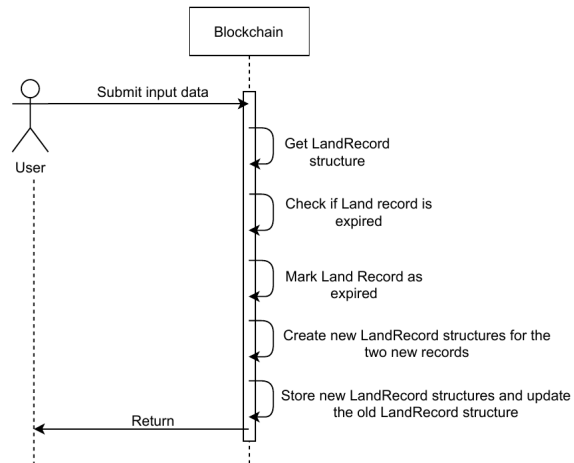 Blockchain
Submit input data
User
Get LandRecord
structure
Check if Land record is
expired
Mark Land Record as
expired
Create new LandRecord structures for the
two new records
Store new LandRecord structures and update
the old LandRecord structure
Return